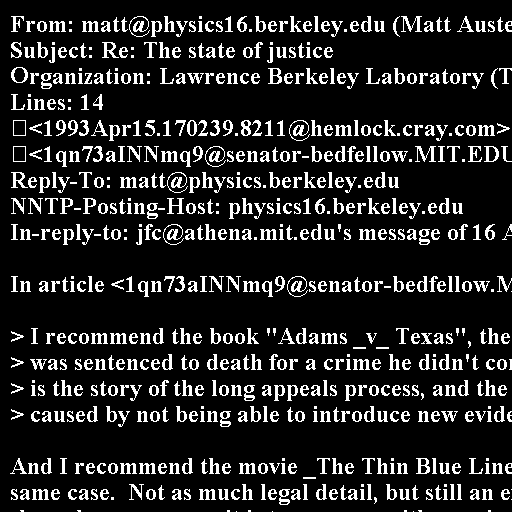 From: matt@physics16.berkeley.edu (Matt Auste
Subject: Re: The state of justice
Organization: Lawrence Berkeley Laboratory (T
Lines: 14
<1993Apr15.170239.8211@hemlock.cray.com>
<1qn73aINNmq9@senator-bedfellow.MIT.EDU
Reply-To: matt@physics.berkeley.edu
NNTP-Posting-Host: physics16.berkeley.edu
In-reply-to: jfc@athena.mit.edu's message of 16 A
In article <1qn73aINNmq9@senator-bedfellow.M
> I recommend the book "Adams _v_ Texas", the
> was sentenced to death for a crime he didn't co
> is the story of the long appeals process, and the
> caused by not being able to introduce new evide
And I recommend the movie _The Thin Blue Line
same case.  Not as much legal detail, but still an e